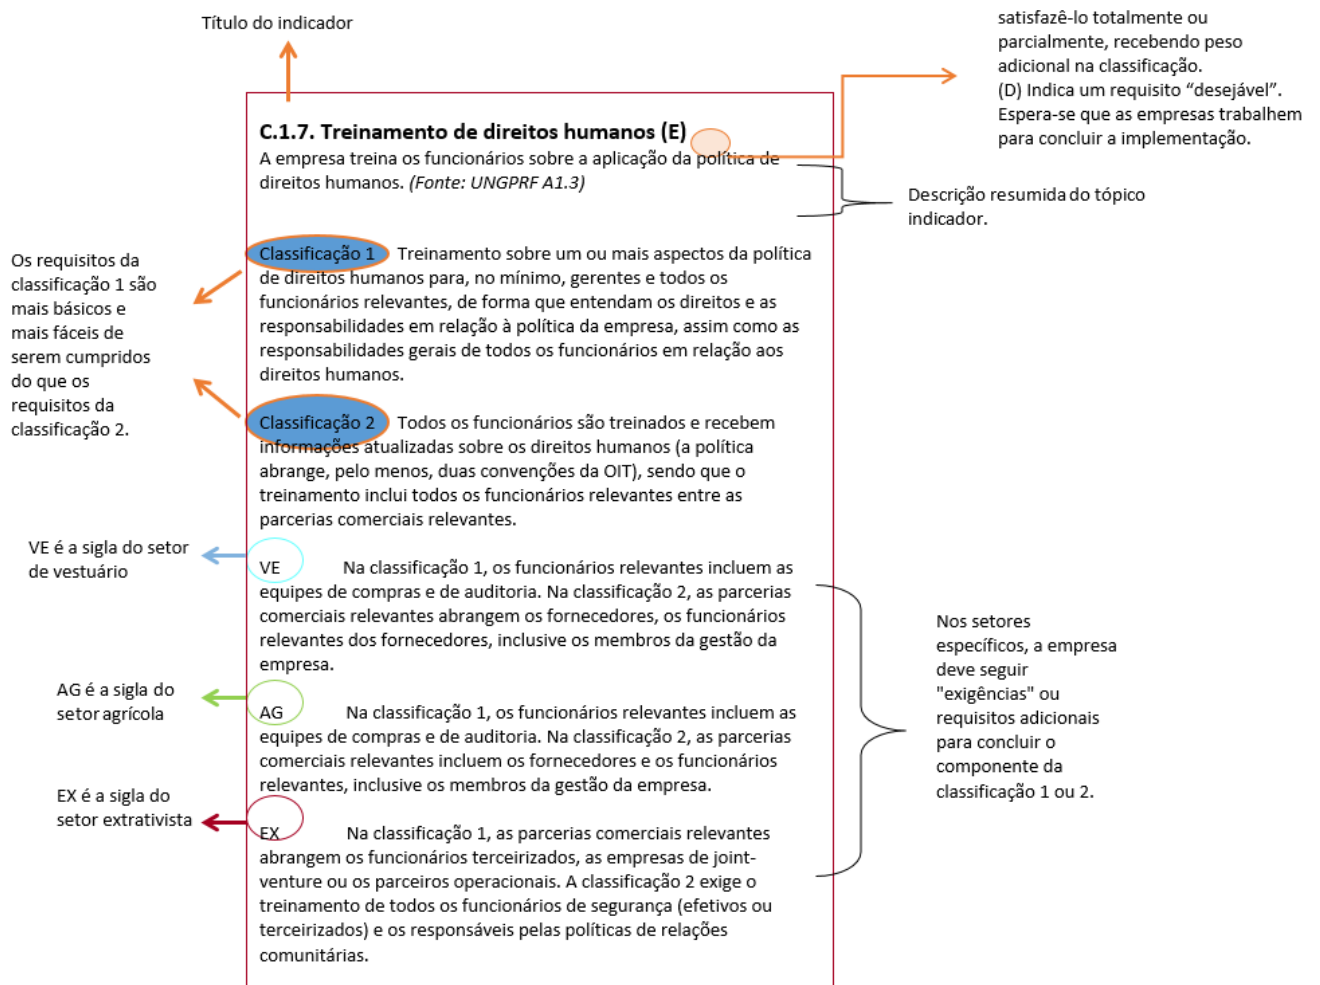 Título do indicador
satisfazê-lo totalmente ou
parcialmente, recebendo peso
adicional na classificação.
(D) Indica um requisito “desejável”.
Espera-se que as empresas trabalhem
para concluir a implementação.
C.1.7. Treinamento de direitos humanos (E)
A empresa treina os funcionários sobre a aplicação da política de
direitos humanos. (Fonte: UNGPRF A1.3)
Descrição resumida do tópico
indicador.
Os requisitos da
classificação 1 são
mais básicos e
mais fáceis de
serem cumpridos
do que os
requisitos da
classificação 2.
Classificação 1 Treinamento sobre um ou mais aspectos da política
de direitos humanos para, no mínimo, gerentes e todos os
funcionários relevantes, de forma que entendam os direitos e as
responsabilidades em relação à política da empresa, assim como as
responsabilidades gerais de todos os funcionários em relação aos
direitos humanos.
Classificação 2 Todos os funcionários são treinados e recebem
informações atualizadas sobre os direitos humanos (a política
abrange, pelo menos, duas convenções da OIT), sendo que o
treinamento inclui todos os funcionários relevantes entre as
parcerias comerciais relevantes.
VE é a sigla do setor
de vestuário
VE Na classificação 1, os funcionários relevantes incluem as
equipes de compras e de auditoria. Na classificação 2, as parcerias
comerciais relevantes abrangem os fornecedores, os funcionários
relevantes dos fornecedores, inclusive os membros da gestão da
empresa.
AG é a sigla do
setor agrícola
AG Na classificação 1, os funcionários relevantes incluem as
equipes de compras e de auditoria. Na classificação 2, as parcerias
comerciais relevantes incluem os fornecedores e os funcionários
relevantes, inclusive os membros da gestão da empresa.
EX é a sigla do
setor extrativista
EX Na classificação 1, as parcerias comerciais relevantes
abrangem os funcionários terceirizados, as empresas de joint-
venture ou os parceiros operacionais. A classificação 2 exige o
treinamento de todos os funcionários de segurança (efetivos ou
terceirizados) e os responsáveis pelas políticas de relações
comunitárias.
Nos setores
específicos, a empresa
deve seguir
"exigências" ou
requisitos adicionais
para concluir o
componente da
classificação 1 ou 2.